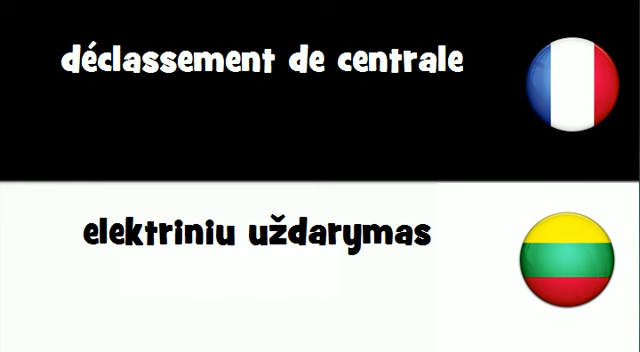 déclassement de centrale
elektriniu uždarymas